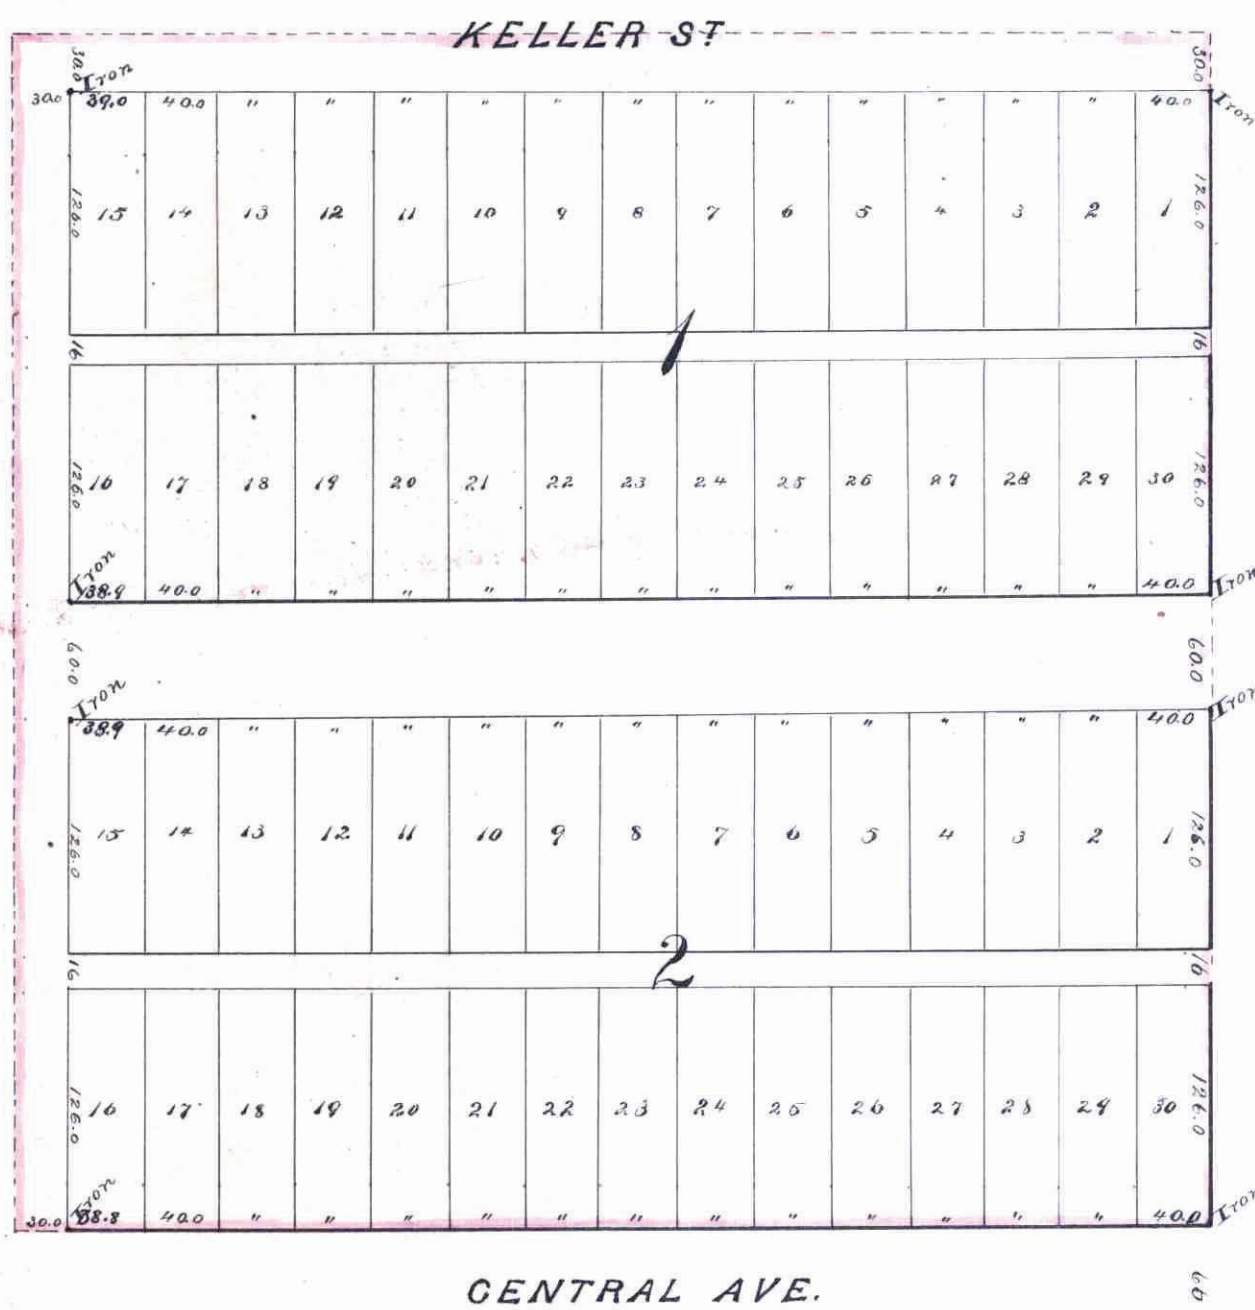 KELLER ST.
30.0 30.0
Iron Iron
30.0 39.0 40.0 " " " " " " " " " " " " 40.0
126.0 15 14 13 12 11 10 9 8 7 6 5 4 3 2 1 126.0
1
16 16
126.0 16 17 18 19 20 21 22 23 24 25 26 27 28 29 30 126.0
Iron Iron
38.9 40.0 " " " " " " " " " " " " 40.0
60.0 60.0
Iron Iron
38.9 40.0 " " " " " " " " " " " " 40.0
126.0 15 14 13 12 11 10 9 8 7 6 5 4 3 2 1 126.0
2
16 16
126.0 16 17 18 19 20 21 22 23 24 25 26 27 28 29 30 126.0
Iron Iron
30.0 38.8 40.0 " " " " " " " " " " " " 40.0
CENTRAL AVE.
66